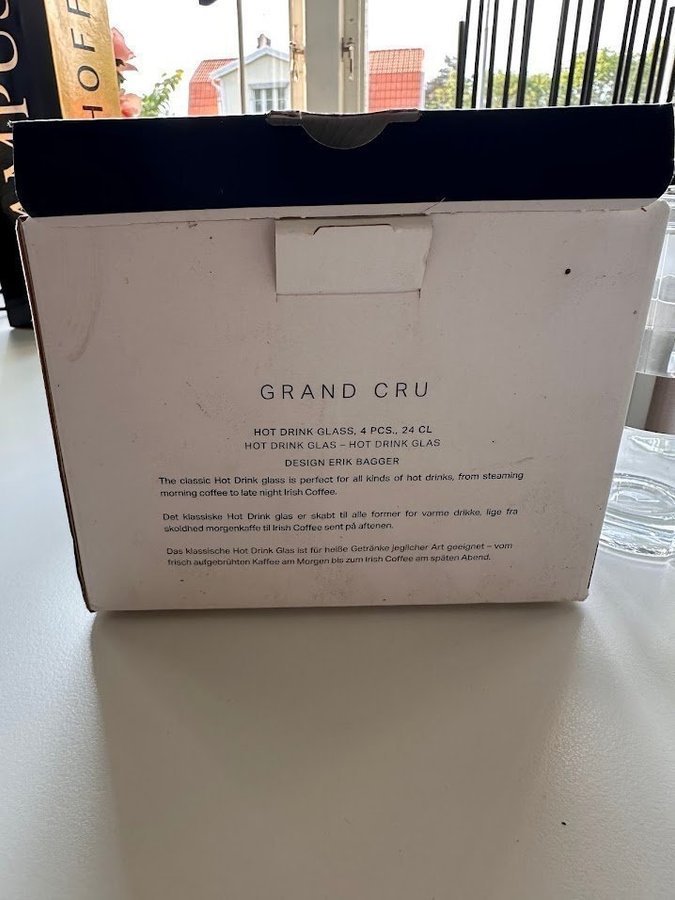 HOFF
GRAND CRU
HOT DRINK GLASS, 4 PCS., 24 CL
HOT DRINK GLAS – HOT DRINK GLAS
DESIGN ERIK BAGGER
The classic Hot Drink glass is perfect for all kinds of hot drinks, from steaming
morning coffee to late night Irish Coffee.
Det klassiske Hot Drink glas er skabt til alle former for varme drikke, lige fra
skoldhed morgenkaffe til Irish Coffee sent på aftenen.
Das klassische Hot Drink Glas ist für heiße Getränke jeglicher Art geeignet – vom
frisch aufgebrühten Kaffee am Morgen bis zum Irish Coffee am späten Abend.